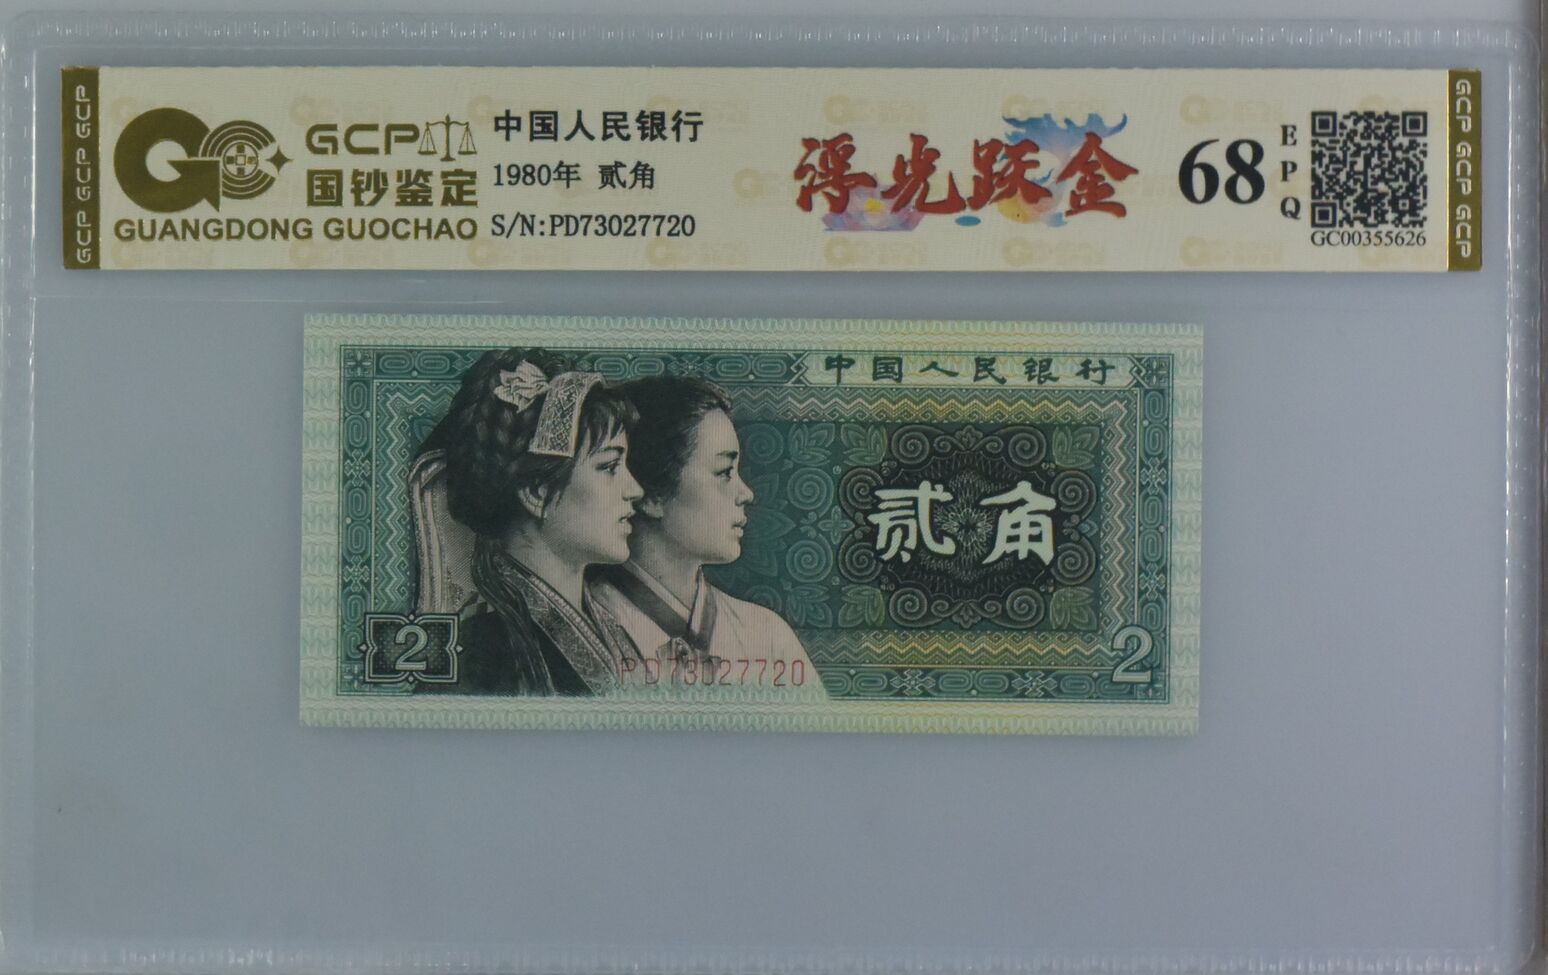 GCP GCP GCP
GCP
国钞鉴定
GUANGDONG GUOCHAO
中国人民银行
1980年 贰角
S/N:PD73027720
浮光跃金
68
EPQ
GC00355626
GCP GCP GCP
中国人民银行
贰角
2
2
PD73027720